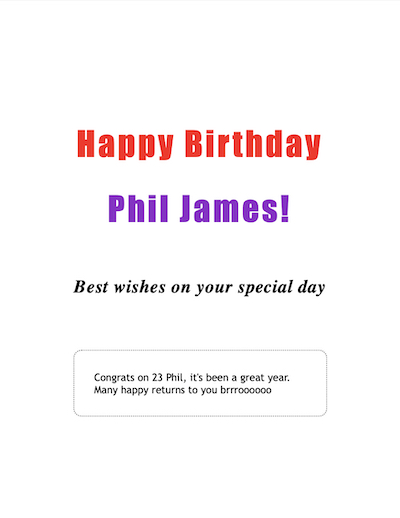 Happy Birthday
Phil James!
Best wishes on your special day
Congrats on 23 Phil, it's been a great year.
Many happy returns to you brrroooooo